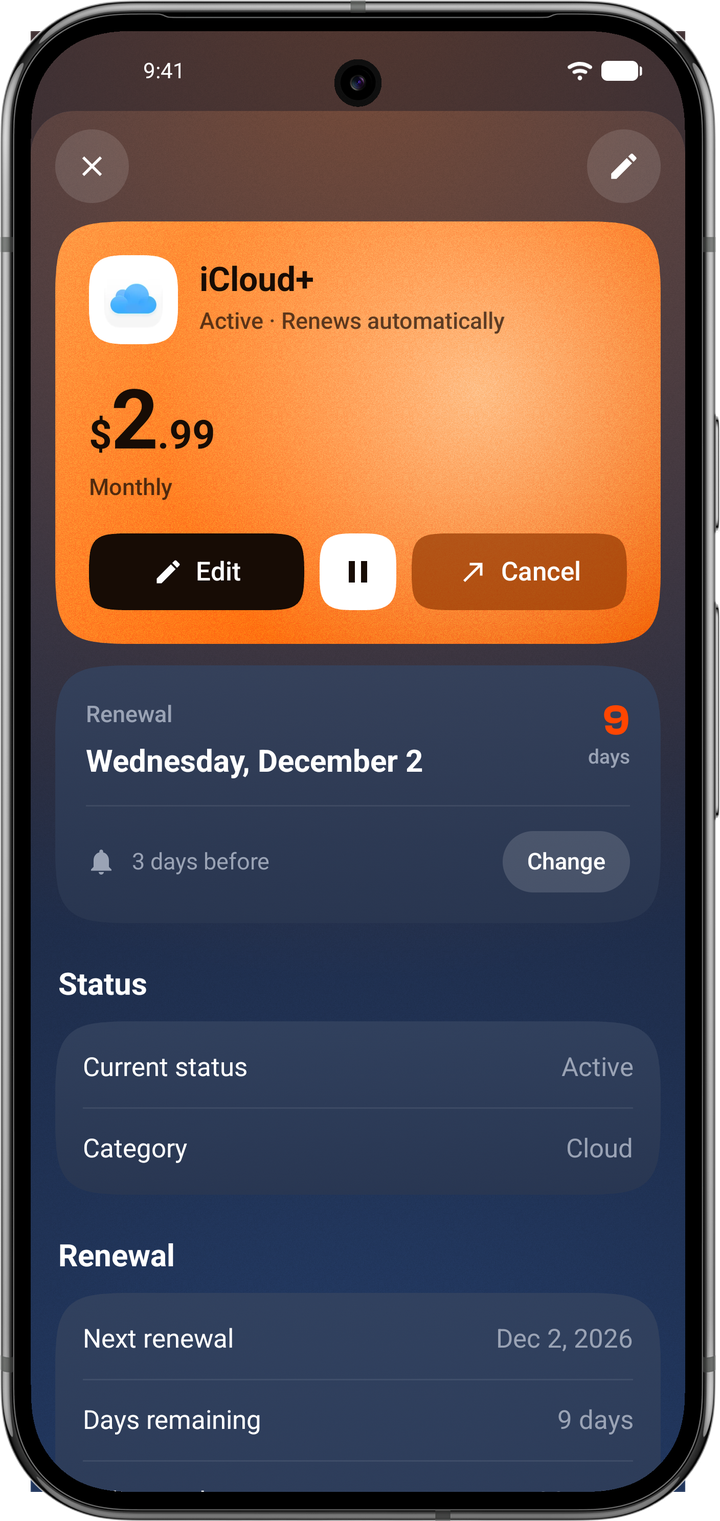 9:41
iCloud+
Active · Renews automatically
$2.99
Monthly
Edit
Cancel
Renewal
9
Wednesday, December 2
days
3 days before
Change
Status
Current status
Active
Category
Cloud
Renewal
Next renewal
Dec 2, 2026
Days remaining
9 days